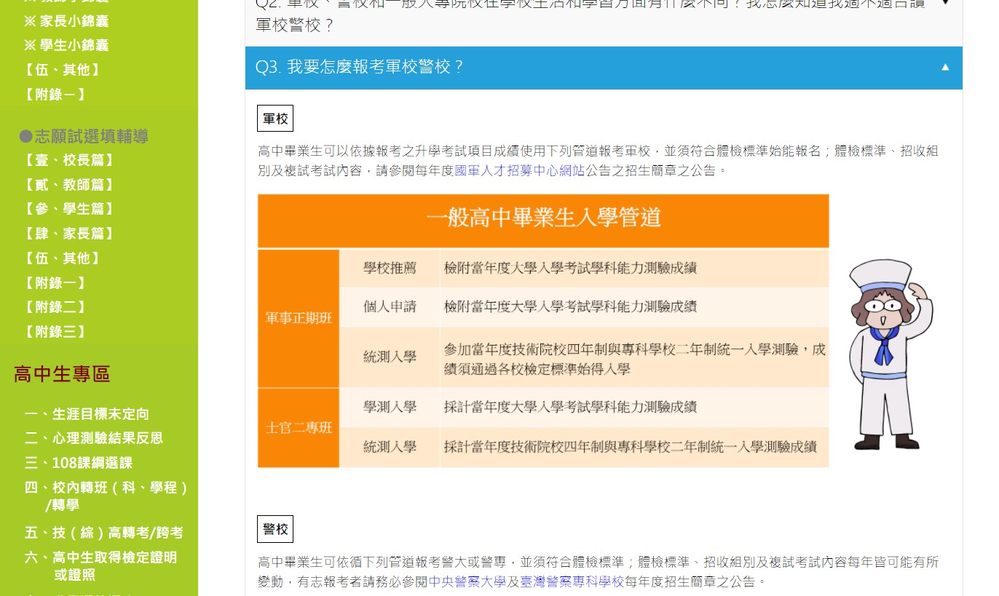 ※ 教師小錦囊
※ 家長小錦囊
※ 學生小錦囊
【伍、其他】
【附錄一】
●志願試選填輔導
【壹、校長篇】
【貳、教師篇】
【參、學生篇】
【肆、家長篇】
【伍、其他】
【附錄一】
【附錄二】
【附錄三】
高中生專區
一、生涯目標未定向
二、心理測驗結果反思
三、108課綱選課
四、校內轉班（科、學程）
/轉學
五、技（綜）高轉考/跨考
六、高中生取得檢定證明
或證照
Q2. 軍校、警校和一般大專院校在學校生活和學習方面有什麼不同？我怎麼知道我適不適合讀 ▼
軍校警校？
Q3. 我要怎麼報考軍校警校？ ▲
軍校
高中畢業生可以依據報考之升學考試項目成績使用下列管道報考軍校，並須符合體檢標準始能報名；體檢標準、招收組
別及複試考試內容，請參閱每年度國軍人才招募中心網站公告之招生簡章之公告。
一般高中畢業生入學管道
軍事正期班
學校推薦 檢附當年度大學入學考試學科能力測驗成績
個人申請 檢附當年度大學入學考試學科能力測驗成績
統測入學 參加當年度技術院校四年制與專科學校二年制統一入學測驗，成
績須通過各校檢定標準始得入學
士官二專班
學測入學 採計當年度大學入學考試學科能力測驗成績
統測入學 採計當年度技術院校四年制與專科學校二年制統一入學測驗成績
警校
高中畢業生可依循下列管道報考警大或警專，並須符合體檢標準；體檢標準、招收組別及複試考試內容每年皆可能有所
變動，有志報考者請務必參閱中央警察大學及臺灣警察專科學校每年度招生簡章之公告。